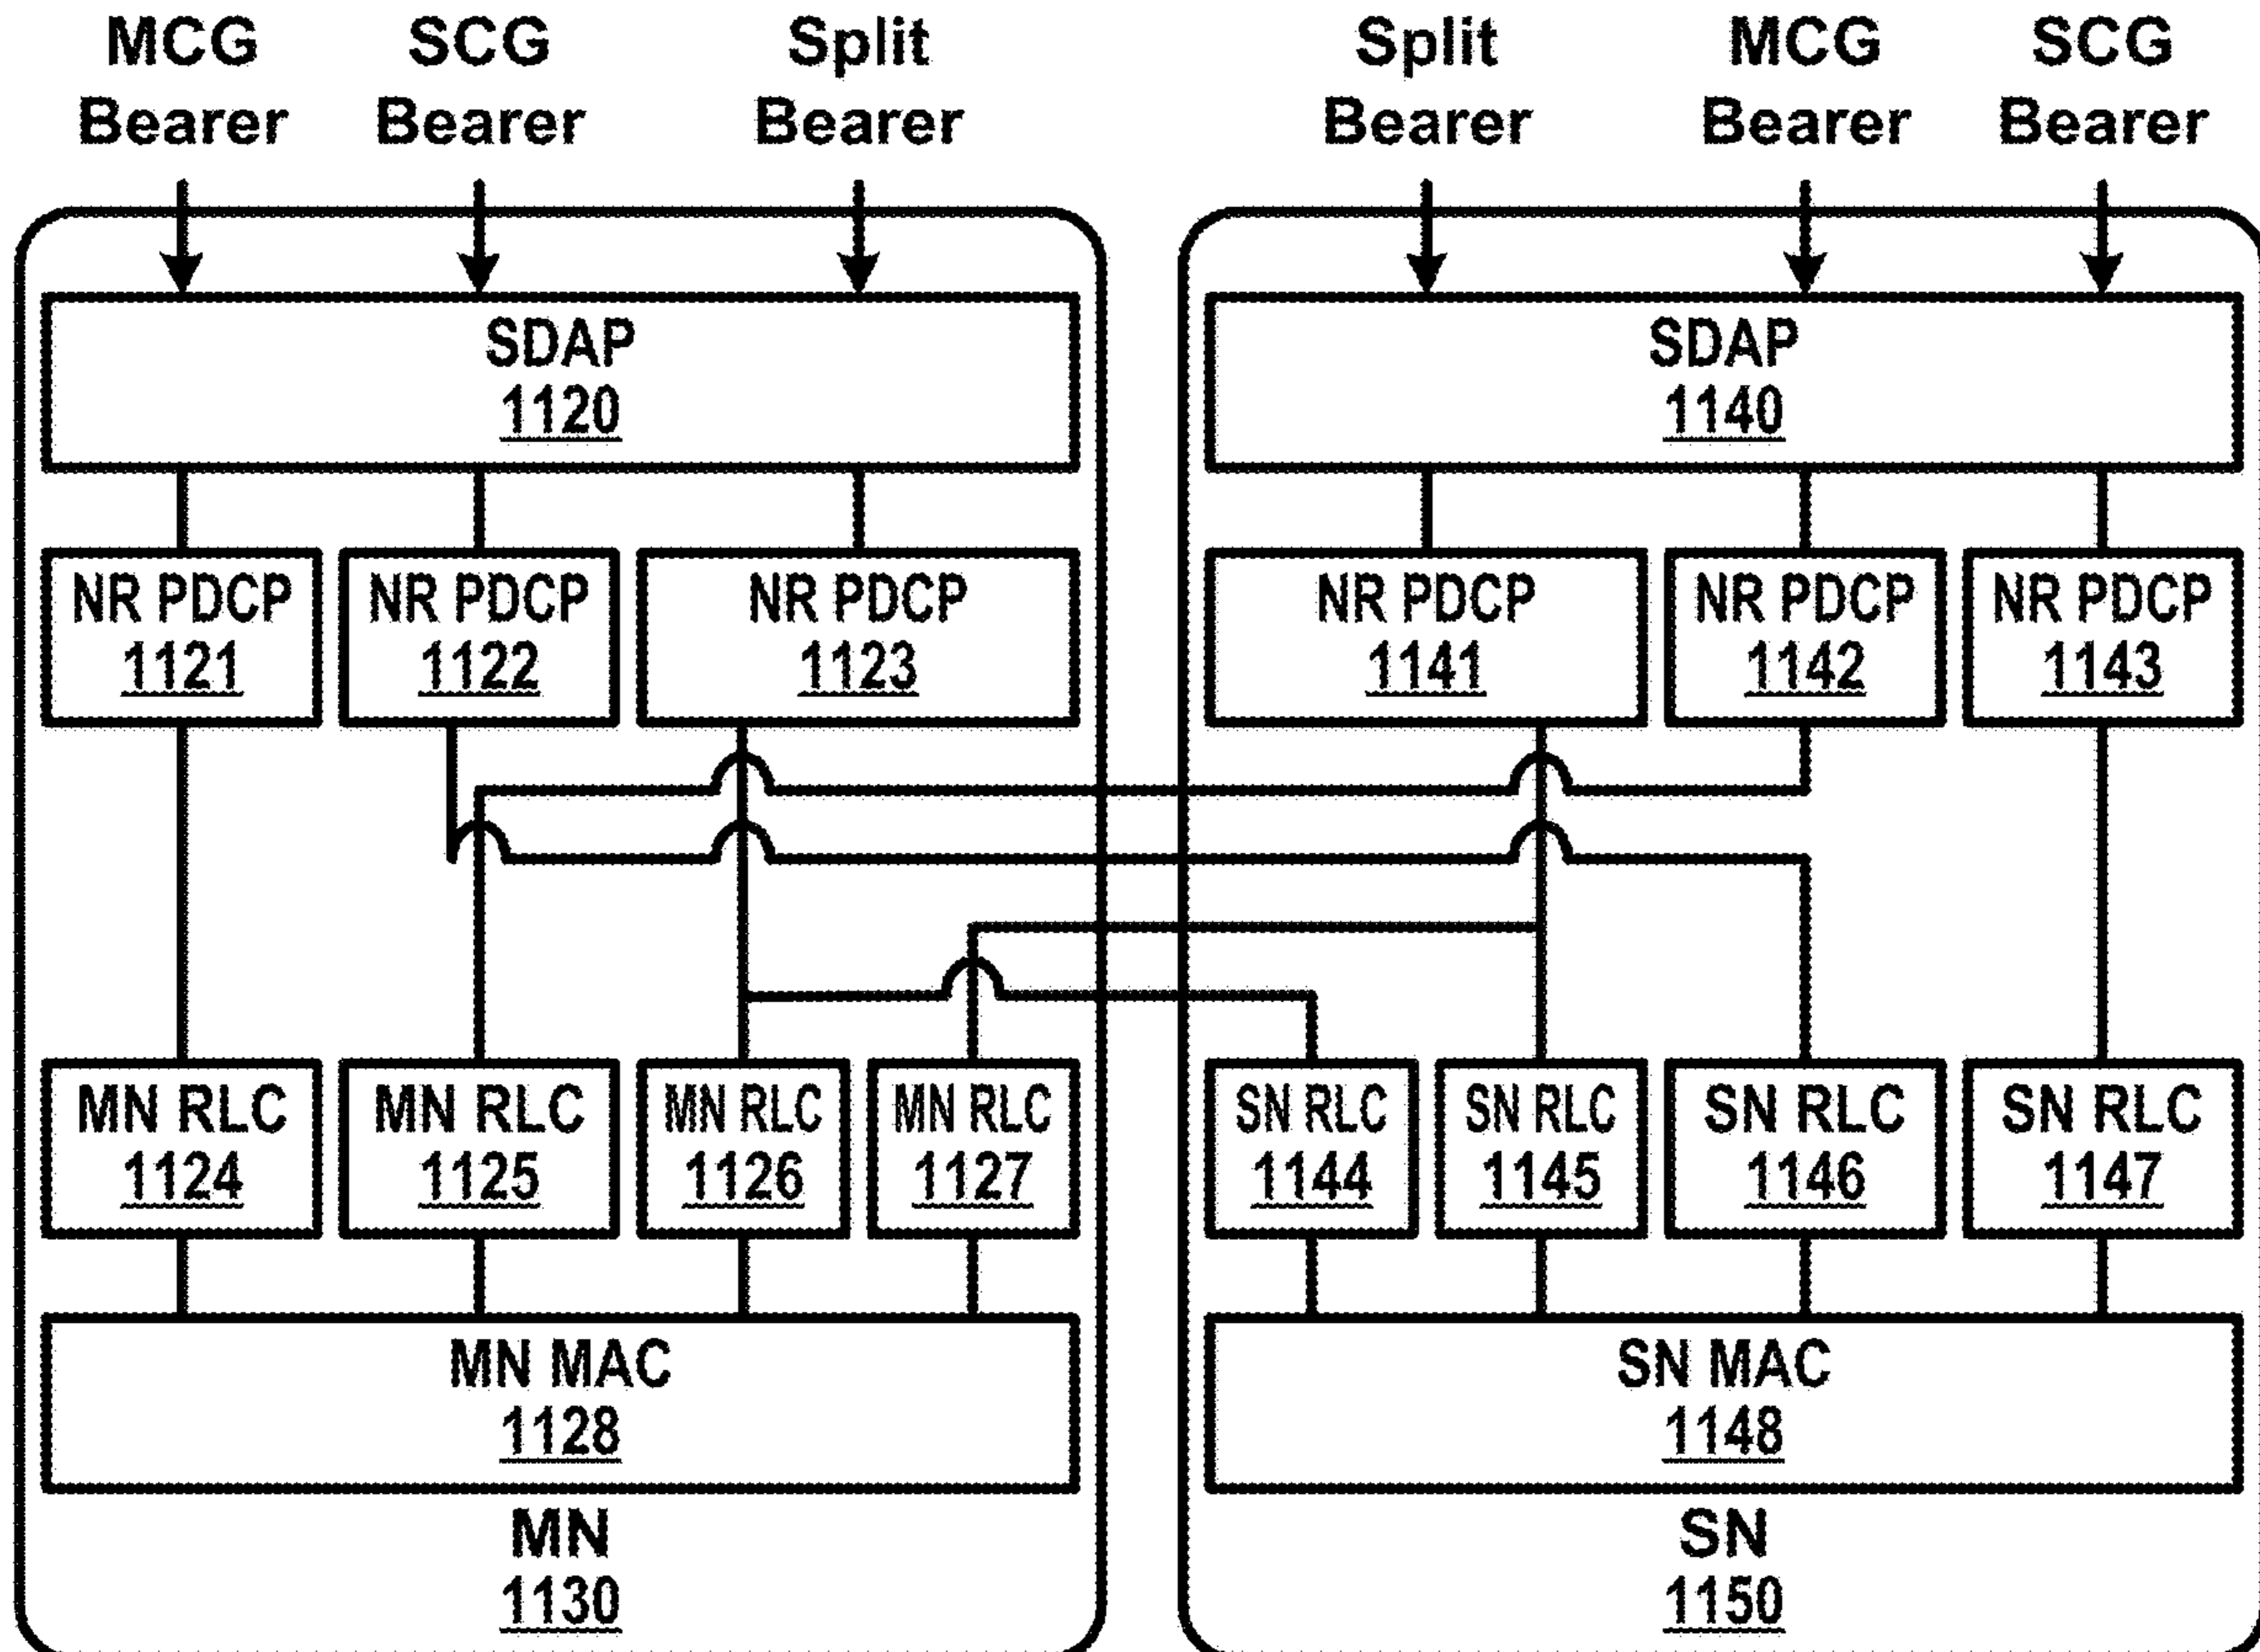 MCG
Bearer
SCG
Bearer
Split
Bearer
Split
Bearer
MCG
Bearer
SCG
Bearer
SDAP
1120
SDAP
1140
NR PDCP
1121
NR PDCP
1122
NR PDCP
1123
NR PDCP
1141
NR PDCP
1142
NR PDCP
1143
MN RLC
1124
MN RLC
1125
MN RLC
1126
MN RLC
1127
SN RLC
1144
SN RLC
1145
SN RLC
1146
SN RLC
1147
MN MAC
1128
SN MAC
1148
MN
1130
SN
1150